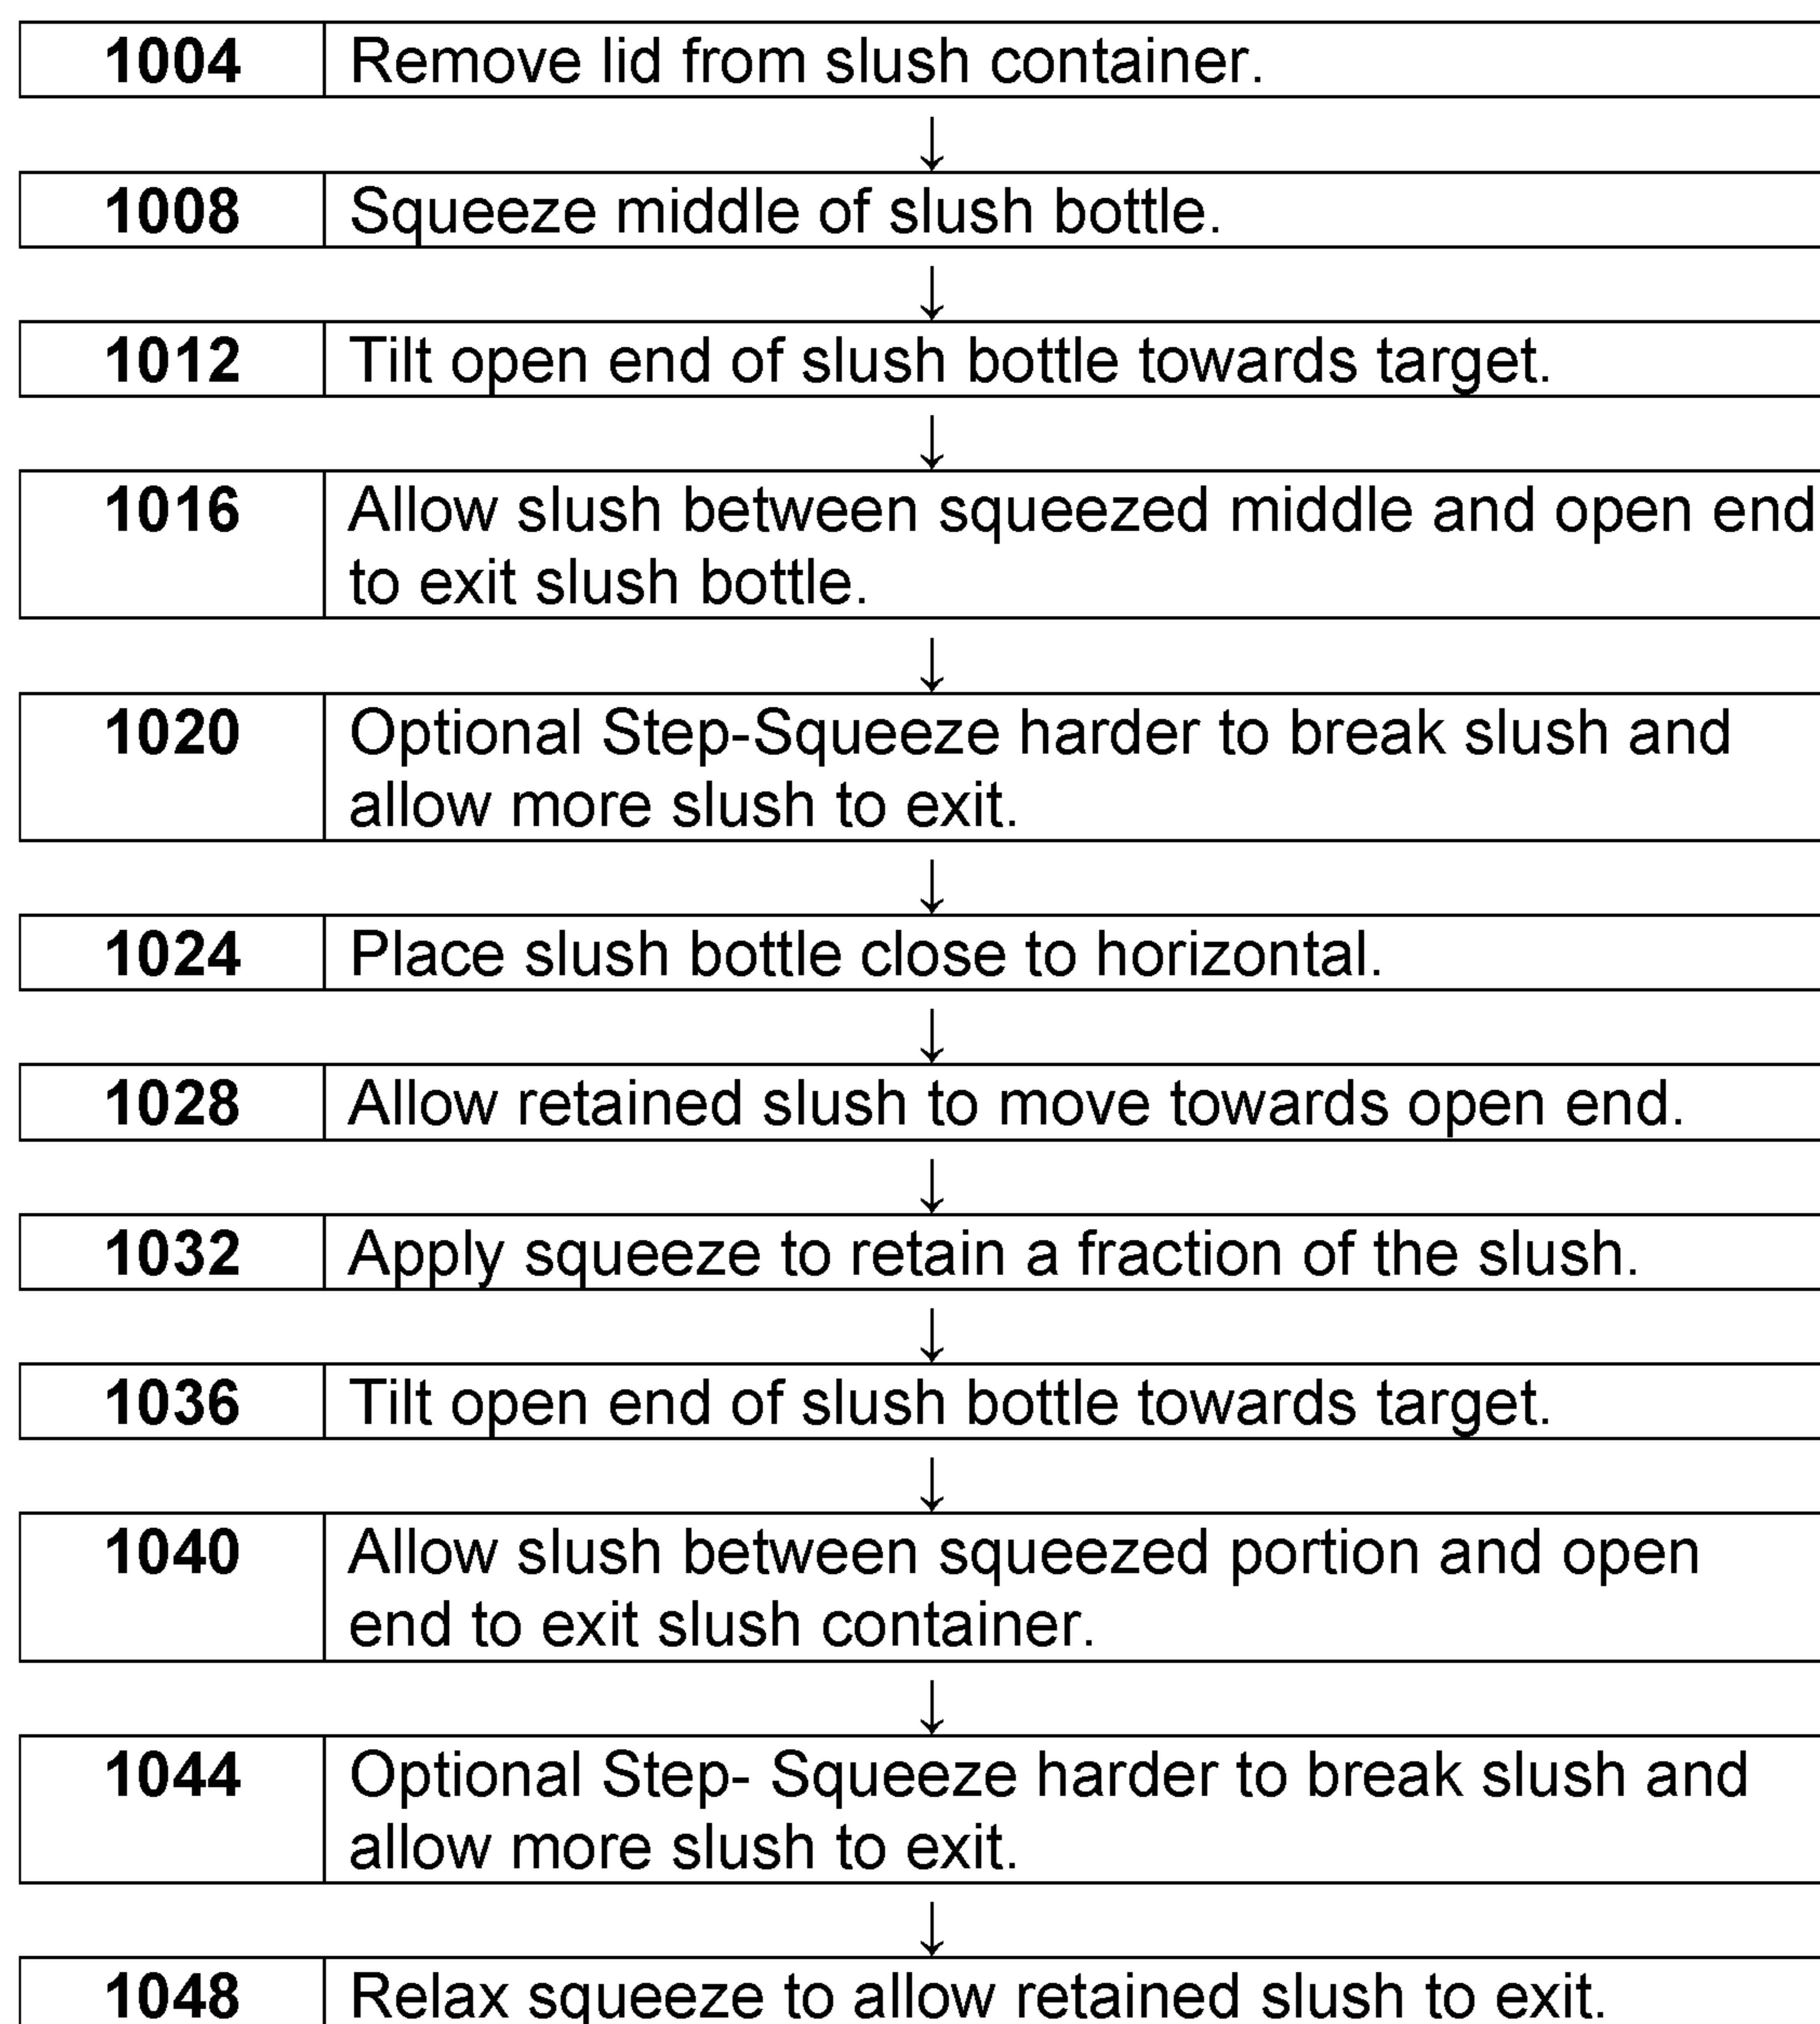 1004 Remove lid from slush container.
↓
1008 Squeeze middle of slush bottle.
↓
1012 Tilt open end of slush bottle towards target.
↓
1016 Allow slush between squeezed middle and open end
to exit slush bottle.
↓
1020 Optional Step-Squeeze harder to break slush and
allow more slush to exit.
↓
1024 Place slush bottle close to horizontal.
↓
1028 Allow retained slush to move towards open end.
↓
1032 Apply squeeze to retain a fraction of the slush.
↓
1036 Tilt open end of slush bottle towards target.
↓
1040 Allow slush between squeezed portion and open
end to exit slush container.
↓
1044 Optional Step- Squeeze harder to break slush and
allow more slush to exit.
↓
1048 Relax squeeze to allow retained slush to exit.